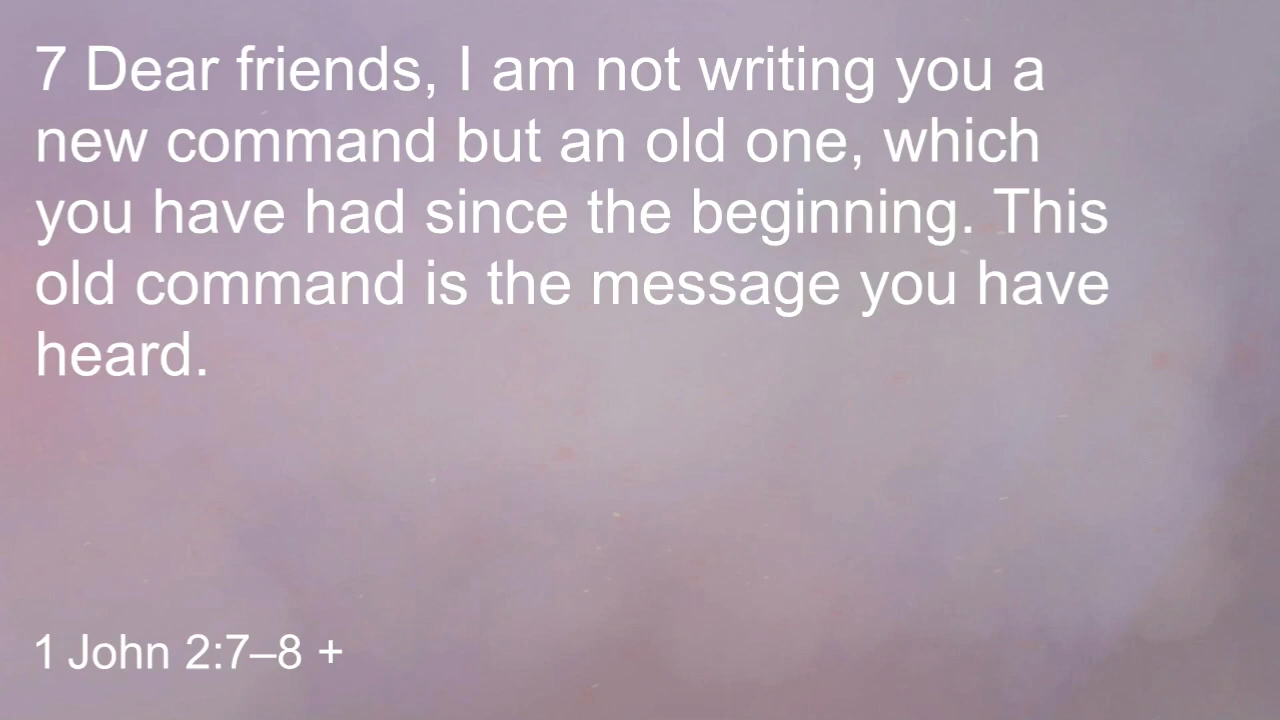 7 Dear friends, I am not writing you a
new command but an old one, which
you have had since the beginning. This
old command is the message you have
heard.
1 John 2:7–8 +